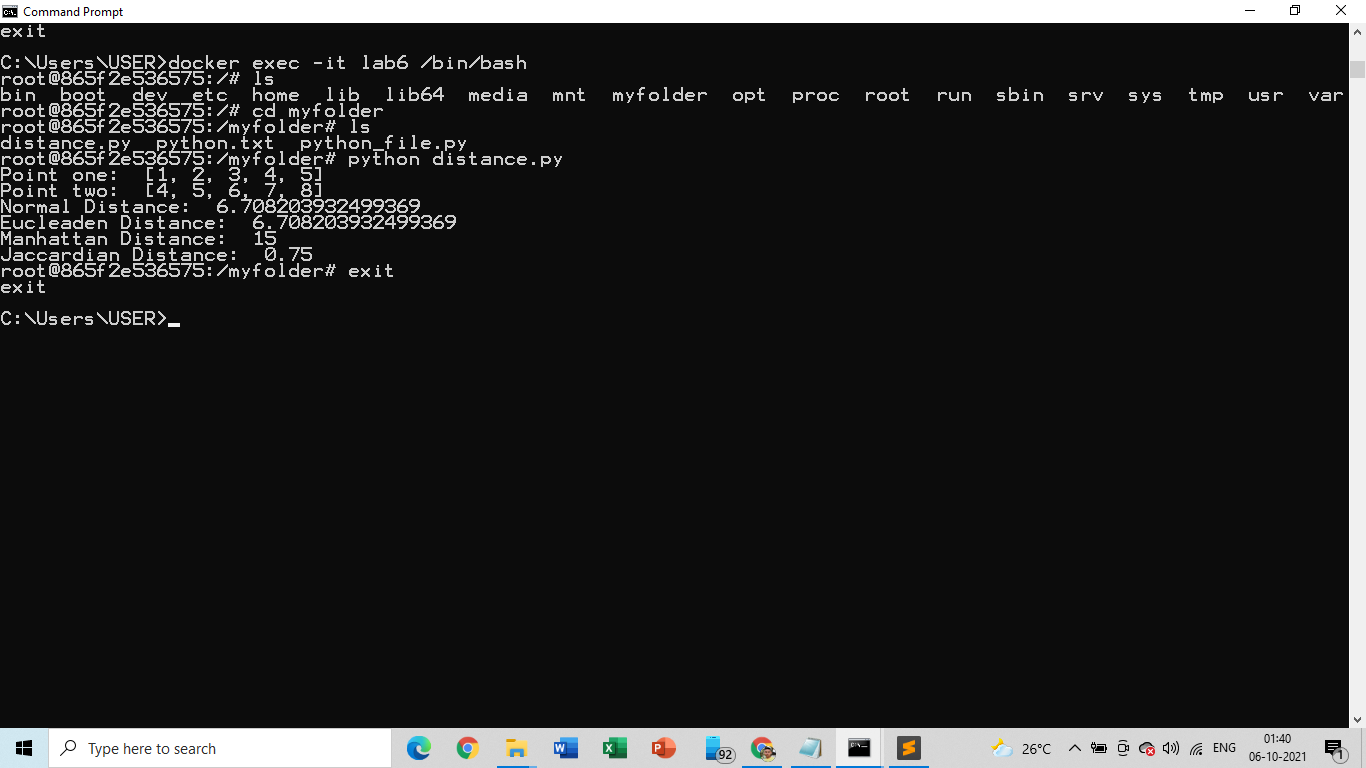 Command Prompt
exit
C:\Users\USER>docker exec -it lab6 /bin/bash
root@865f2e536575:/# ls
bin  boot  dev  etc  home  lib  lib64  media  mnt  myfolder  opt  proc  root  run  sbin  srv  sys  tmp  usr  var
root@865f2e536575:/# cd myfolder
root@865f2e536575:/myfolder# ls
distance.py  python.txt  python_file.py
root@865f2e536575:/myfolder# python distance.py
Point one:  [1, 2, 3, 4, 5]
Point two:  [4, 5, 6, 7, 8]
Normal Distance:  6.708203932499369
Eucleaden Distance:  6.708203932499369
Manhattan Distance:  15
Jaccardian Distance:  0.75
root@865f2e536575:/myfolder# exit
exit
C:\Users\USER>
Type here to search
92
26°C
ENG
01:40
06-10-2021
1